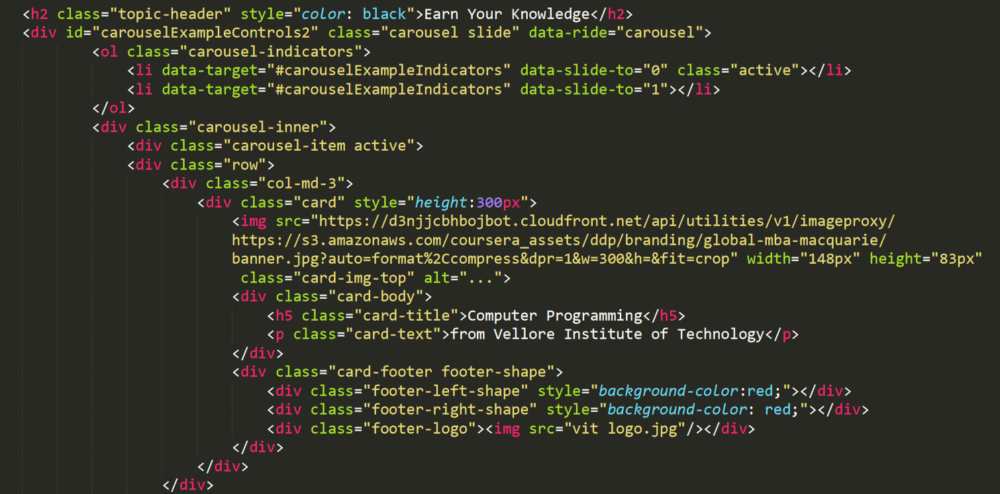 <h2 class="topic-header" style="color: black">Earn Your Knowledge</h2>
<div id="carouselExampleControls2" class="carousel slide" data-ride="carousel">
<ol class="carousel-indicators">
<li data-target="#carouselExampleIndicators" data-slide-to="0" class="active"></li>
<li data-target="#carouselExampleIndicators" data-slide-to="1"></li>
</ol>
<div class="carousel-inner">
<div class="carousel-item active">
<div class="row">
<div class="col-md-3">
<div class="card" style="height:300px">
<img src="https://d3njjcbhbojbot.cloudfront.net/api/utilities/v1/imageproxy/
https://s3.amazonaws.com/coursera_assets/ddp/branding/global-mba-macquarie/
banner.jpg?auto=format%2Ccompress&dpr=1&w=300&h=&fit=crop" width="148px" height="83px"
class="card-img-top" alt="...">
<div class="card-body">
<h5 class="card-title">Computer Programming</h5>
<p class="card-text">from Vellore Institute of Technology</p>
</div>
<div class="card-footer footer-shape">
<div class="footer-left-shape" style="background-color:red;"></div>
<div class="footer-right-shape" style="background-color: red;"></div>
<div class="footer-logo"><img src="vit logo.jpg"/></div>
</div>
</div>
</div>